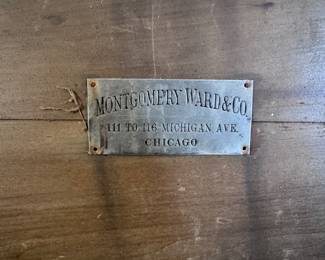 MONTGOMERY WARD & CO.
111 TO 116 MICHIGAN AVE.
CHICAGO